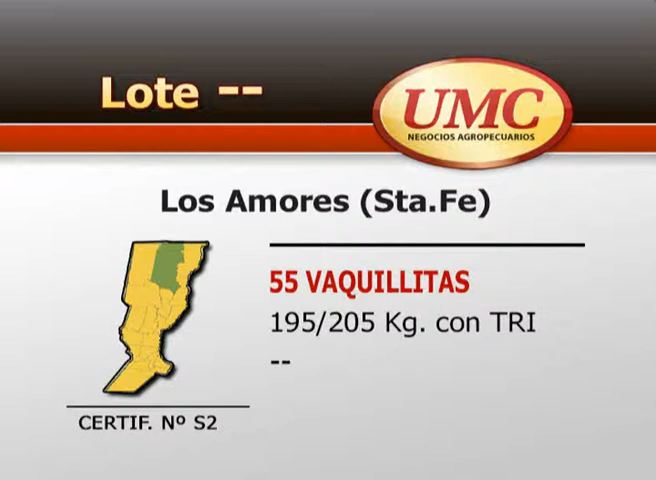 Lote --
UMC
NEGOCIOS AGROPECUARIOS
Los Amores (Sta.Fe)
55 VAQUILLITAS
195/205 Kg. con TRI
--
CERTIF. Nº S2